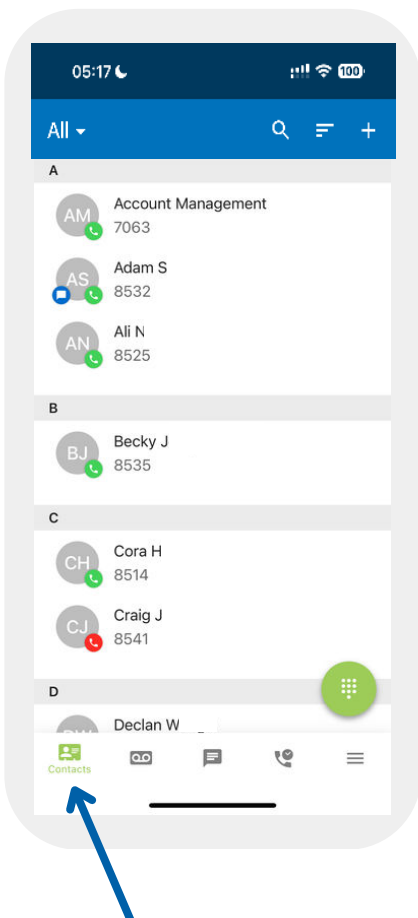 05:17
100
All
A
AM
Account Management
7063
AS
Adam S
8532
AN
Ali N
8525
B
BJ
Becky J
8535
C
CH
Cora H
8514
CJ
Craig J
8541
D
DW
Declan W
Contacts